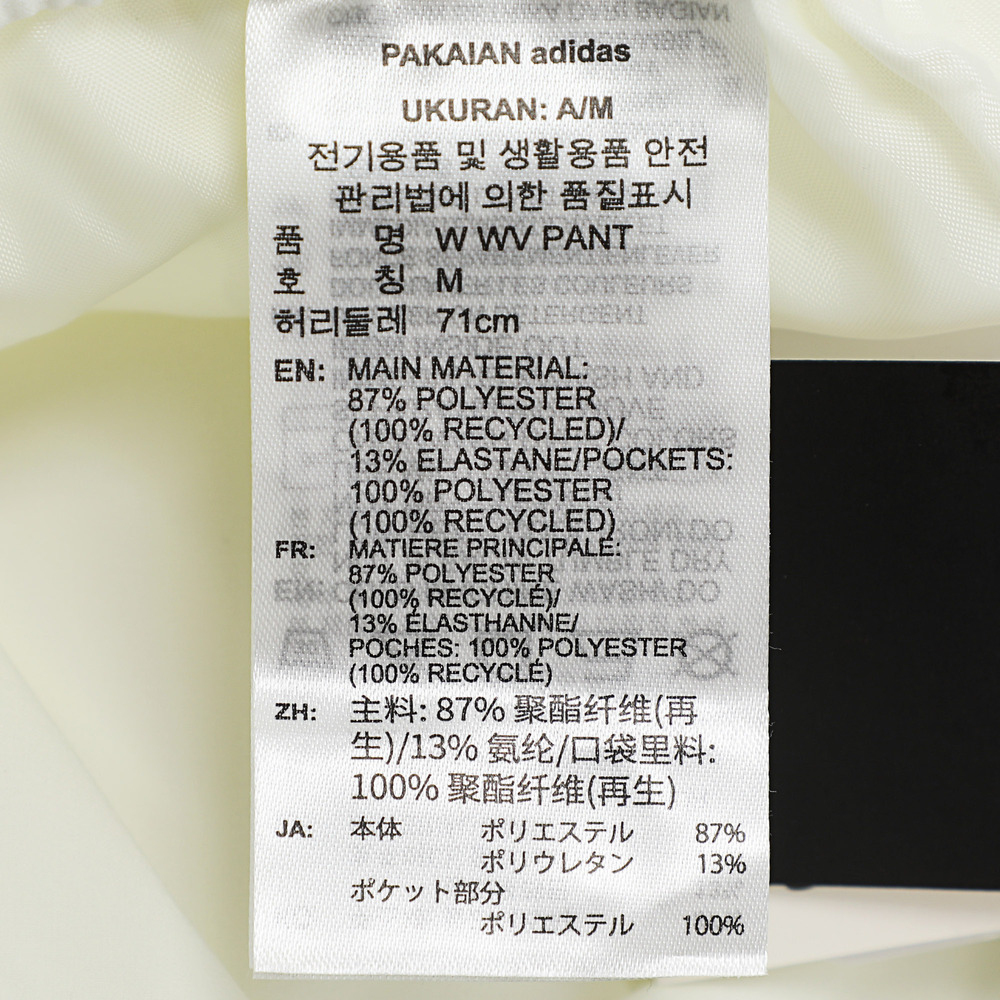 PAKAIAN adidas
UKURAN: A/M
전기용품 및 생활용품 안전
관리법에 의한 품질표시
품 명 W WV PANT
호 칭 M
허리둘레 71cm
EN: MAIN MATERIAL:
87% POLYESTER
(100% RECYCLED)/
13% ELASTANE/POCKETS:
100% POLYESTER
(100% RECYCLED)
FR: MATIERE PRINCIPALE:
87% POLYESTER
(100% RECYCLÉ)/
13% ÉLASTHANNE/
POCHES: 100% POLYESTER
(100% RECYCLÉ)
ZH: 主料: 87% 聚酯纤维(再
生)/13% 氨纶/口袋里料:
100% 聚酯纤维(再生)
JA: 本体 ポリエステル 87%
ポリウレタン 13%
ポケット部分
ポリエステル 100%